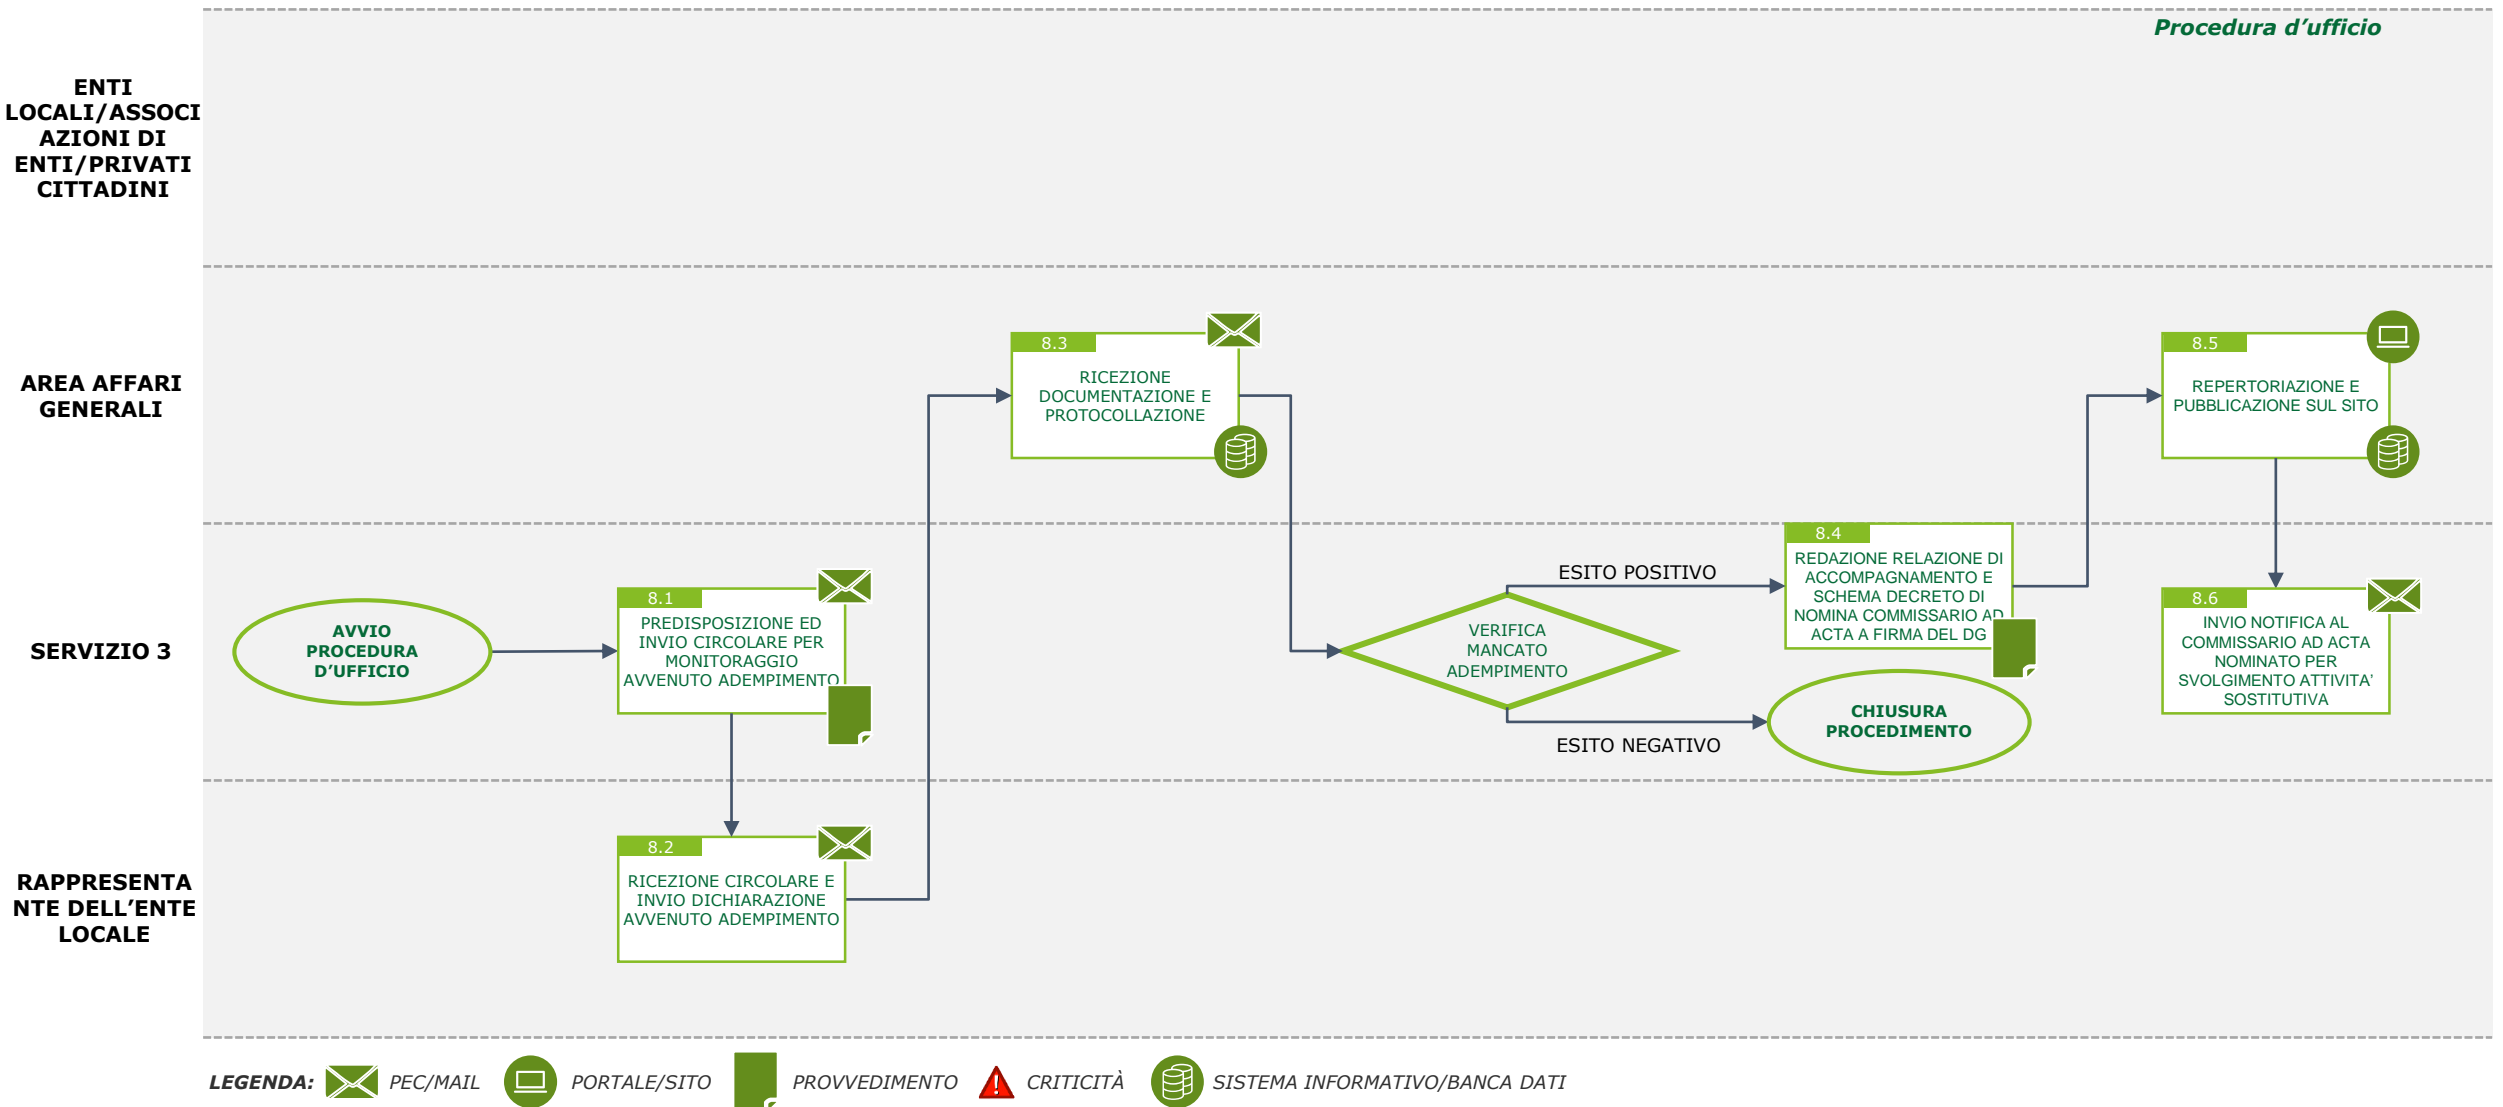 Procedura d’ufficio
ENTI
LOCALI/ASSOCI
AZIONI DI
ENTI/PRIVATI
CITTADINI
AREA AFFARI
GENERALI
8.3
RICEZIONE
DOCUMENTAZIONE E
PROTOCOLLAZIONE
8.5
REPERTORIAZIONE E
PUBBLICAZIONE SUL SITO
SERVIZIO 3
AVVIO
PROCEDURA
D’UFFICIO
8.1
PREDISPOSIZIONE ED
INVIO CIRCOLARE PER
MONITORAGGIO
AVVENUTO ADEMPIMENTO
VERIFICA
MANCATO
ADEMPIMENTO
ESITO POSITIVO
ESITO NEGATIVO
8.4
REDAZIONE RELAZIONE DI
ACCOMPAGNAMENTO E
SCHEMA DECRETO DI
NOMINA COMMISSARIO AD
ACTA A FIRMA DEL DG
CHIUSURA
PROCEDIMENTO
8.6
INVIO NOTIFICA AL
COMMISSARIO AD ACTA
NOMINATO PER
SVOLGIMENTO ATTIVITA’
SOSTITUTIVA
RAPPRESENTA
NTE DELL’ENTE
LOCALE
8.2
RICEZIONE CIRCOLARE E
INVIO DICHIARAZIONE
AVVENUTO ADEMPIMENTO
LEGENDA: PEC/MAIL PORTALE/SITO PROVVEDIMENTO CRITICITÀ SISTEMA INFORMATIVO/BANCA DATI